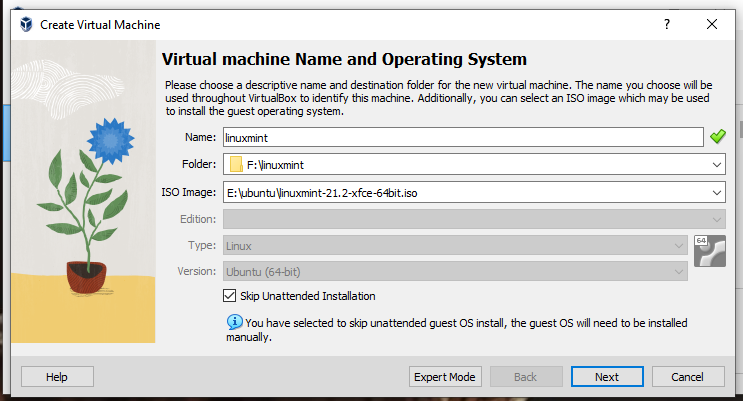 Create Virtual Machine
? ×
Virtual machine Name and Operating System
Please choose a descriptive name and destination folder for the new virtual machine. The name you choose will be
used throughout VirtualBox to identify this machine. Additionally, you can select an ISO image which may be used
to install the guest operating system.
Name: linuxmint
Folder: F:\linuxmint
ISO Image: E:\ubuntu\linuxmint-21.2-xfce-64bit.iso
Edition:
Type: Linux
64
Version: Ubuntu (64-bit)
Skip Unattended Installation
You have selected to skip unattended guest OS install, the guest OS will need to be installed
manually.
Help Expert Mode Back Next Cancel